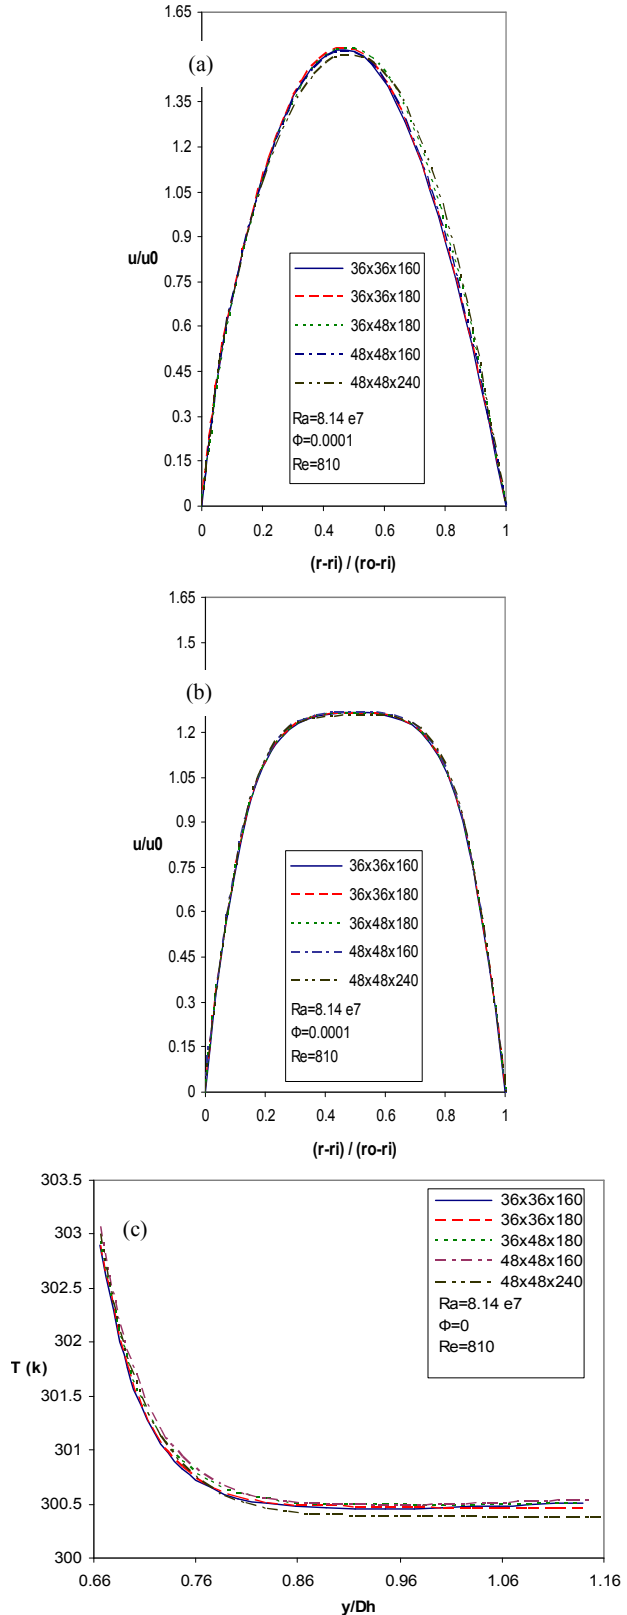 1.65
(a)
1.35
1.2
1.05
u/u0
0.9
0.75
0.6
0.45
0.3
0.15
0
36x36x160
36x36x180
36x48x180
48x48x160
48x48x240
Ra=8.14 e7
Φ=0.0001
Re=810
0 0.2 0.4 0.6 0.8 1
(r-ri) / (ro-ri)
1.65
1.5
(b)
1.2
1.05
u/u0
0.9
0.75
0.6
0.45
0.3
0.15
0
36x36x160
36x36x180
36x48x180
48x48x160
48x48x240
Ra=8.14 e7
Φ=0.0001
Re=810
0 0.2 0.4 0.6 0.8 1
(r-ri) / (ro-ri)
303.5
303
(c)
302.5
302
T (k)
301.5
301
300.5
300
36x36x160
36x36x180
36x48x180
48x48x160
48x48x240
Ra=8.14 e7
Φ=0
Re=810
0.66 0.76 0.86 0.96 1.06 1.16
y/Dh